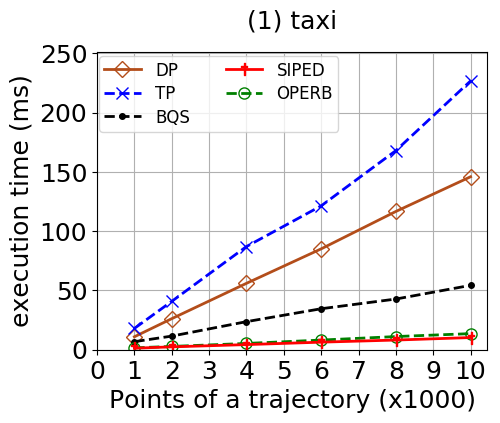 (1) taxi
execution time (ms)
250
200
150
100
50
0
DP
TP
BQS
SIPED
OPERB
0 1 2 3 4 5 6 7 8 9 10
Points of a trajectory (x1000)